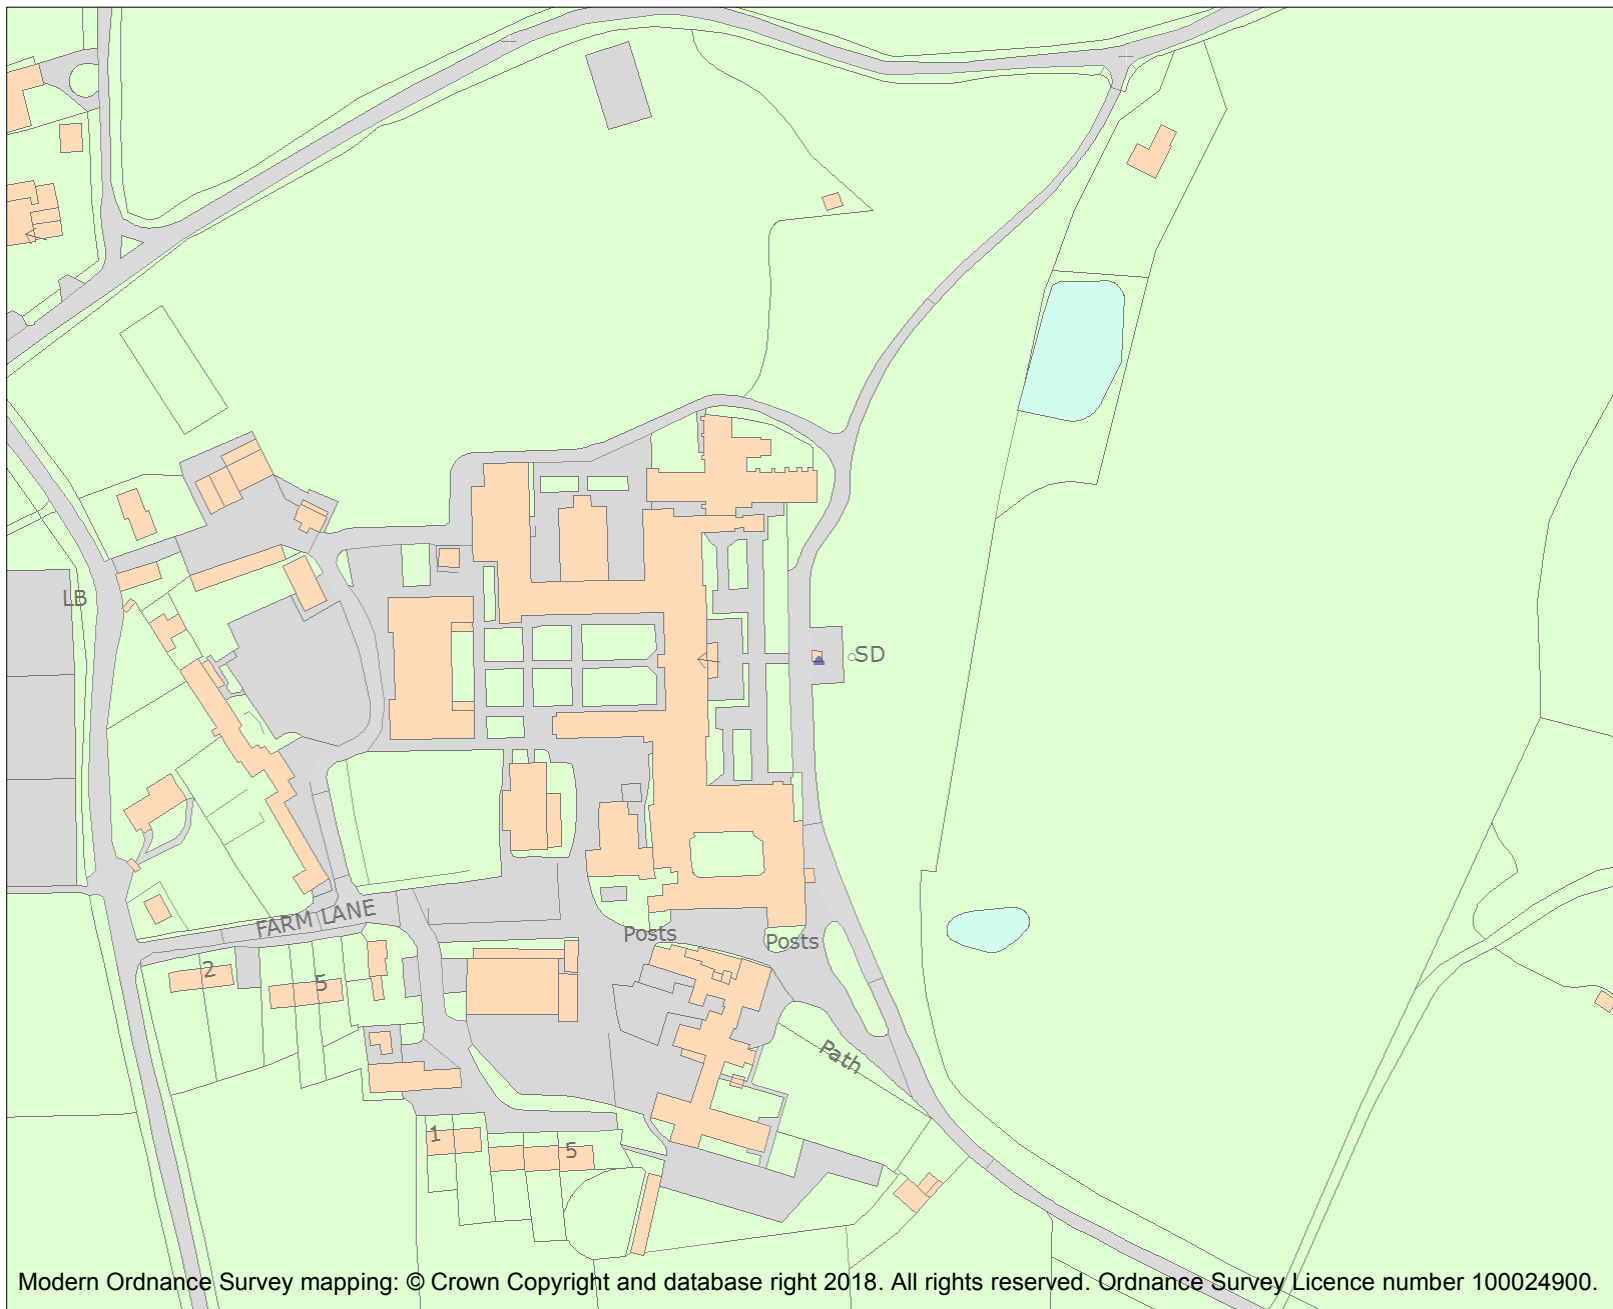 LB
SD
FARM LANE
Posts
Posts
2
5
Path
1
5
Modern Ordnance Survey mapping: © Crown Copyright and database right 2018. All rights reserved. Ordnance Survey Licence number 100024900.